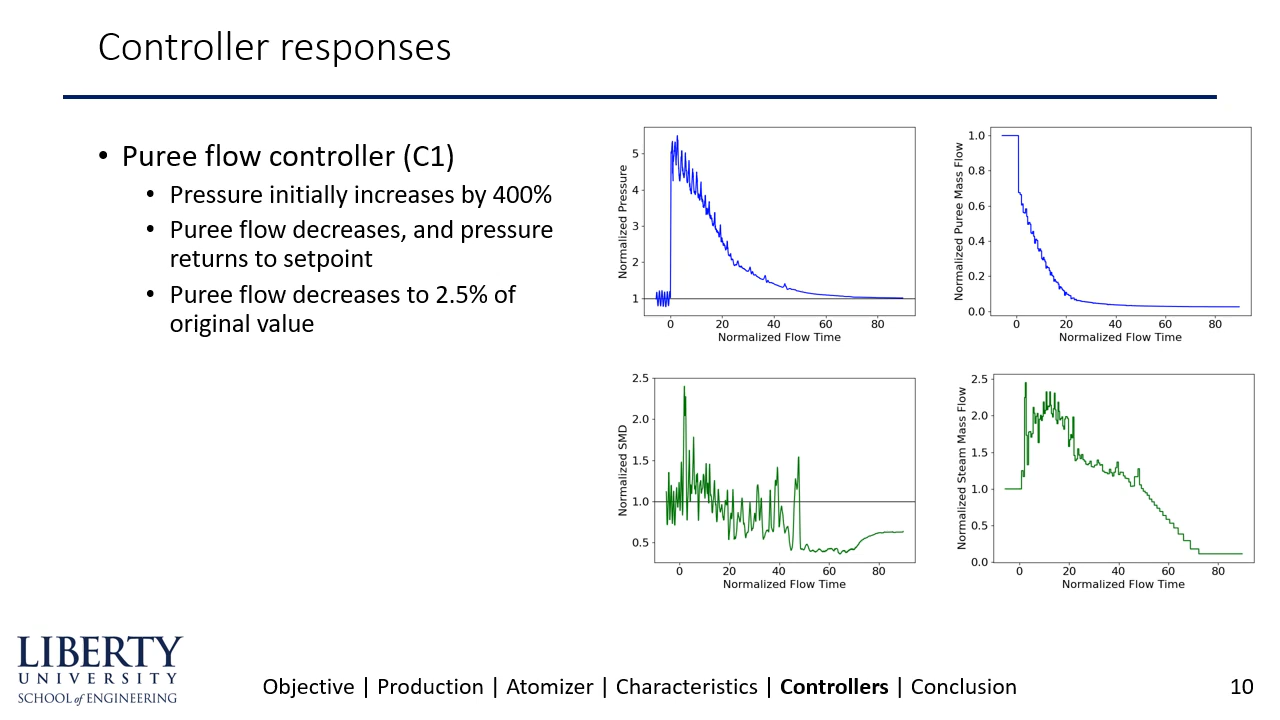 Controller responses
• Puree flow controller (C1)
• Pressure initially increases by 400%
• Puree flow decreases, and pressure
returns to setpoint
• Puree flow decreases to 2.5% of
original value
Normalized Pressure
5
4
3
2
1
0 20 40 60 80
Normalized Flow Time
Normalized Puree Mass Flow
1.0
0.8
0.6
0.4
0.2
0.0
0 20 40 60 80
Normalized Flow Time
Normalized SMD
2.5
2.0
1.5
1.0
0.5
0 20 40 60 80
Normalized Flow Time
Normalized Steam Mass Flow
2.5
2.0
1.5
1.0
0.5
0.0
0 20 40 60 80
Normalized Flow Time
LIBERTY
UNIVERSITY
SCHOOL of ENGINEERING
Objective | Production | Atomizer | Characteristics | Controllers | Conclusion
10